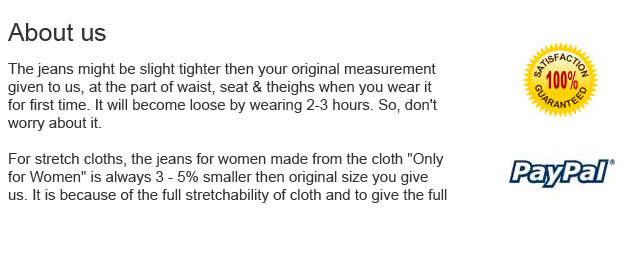 About us
The jeans might be slight tighter then your original measurement
given to us, at the part of waist, seat & theighs when you wear it
for first time. It will become loose by wearing 2-3 hours. So, don't
worry about it.
For stretch cloths, the jeans for women made from the cloth "Only
for Women" is always 3 - 5% smaller then original size you give
us. It is because of the full stretchability of cloth and to give the full
SATISFACTION
100%
GUARANTEED
PayPal®